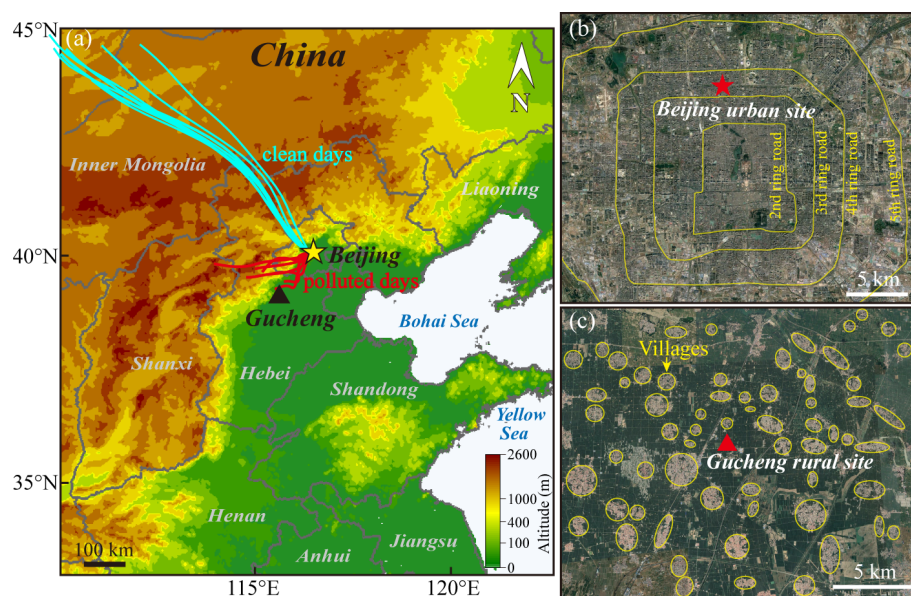 45°N
(a)
China
N
clean days
Inner Mongolia
Liaoning
40°N
Beijing
polluted days
Gucheng
Bohai Sea
Shanxi
Hebei
Shandong
Yellow
Sea
35°N
2600
1000
400
100
0
Altitude (m)
Henan
Anhui
Jiangsu
100 km
115°E
120°E
(b)
Beijing urban site
2nd ring road
3rd ring road
4th ring road
5th ring road
5 km
(c)
Villages
Gucheng rural site
5 km